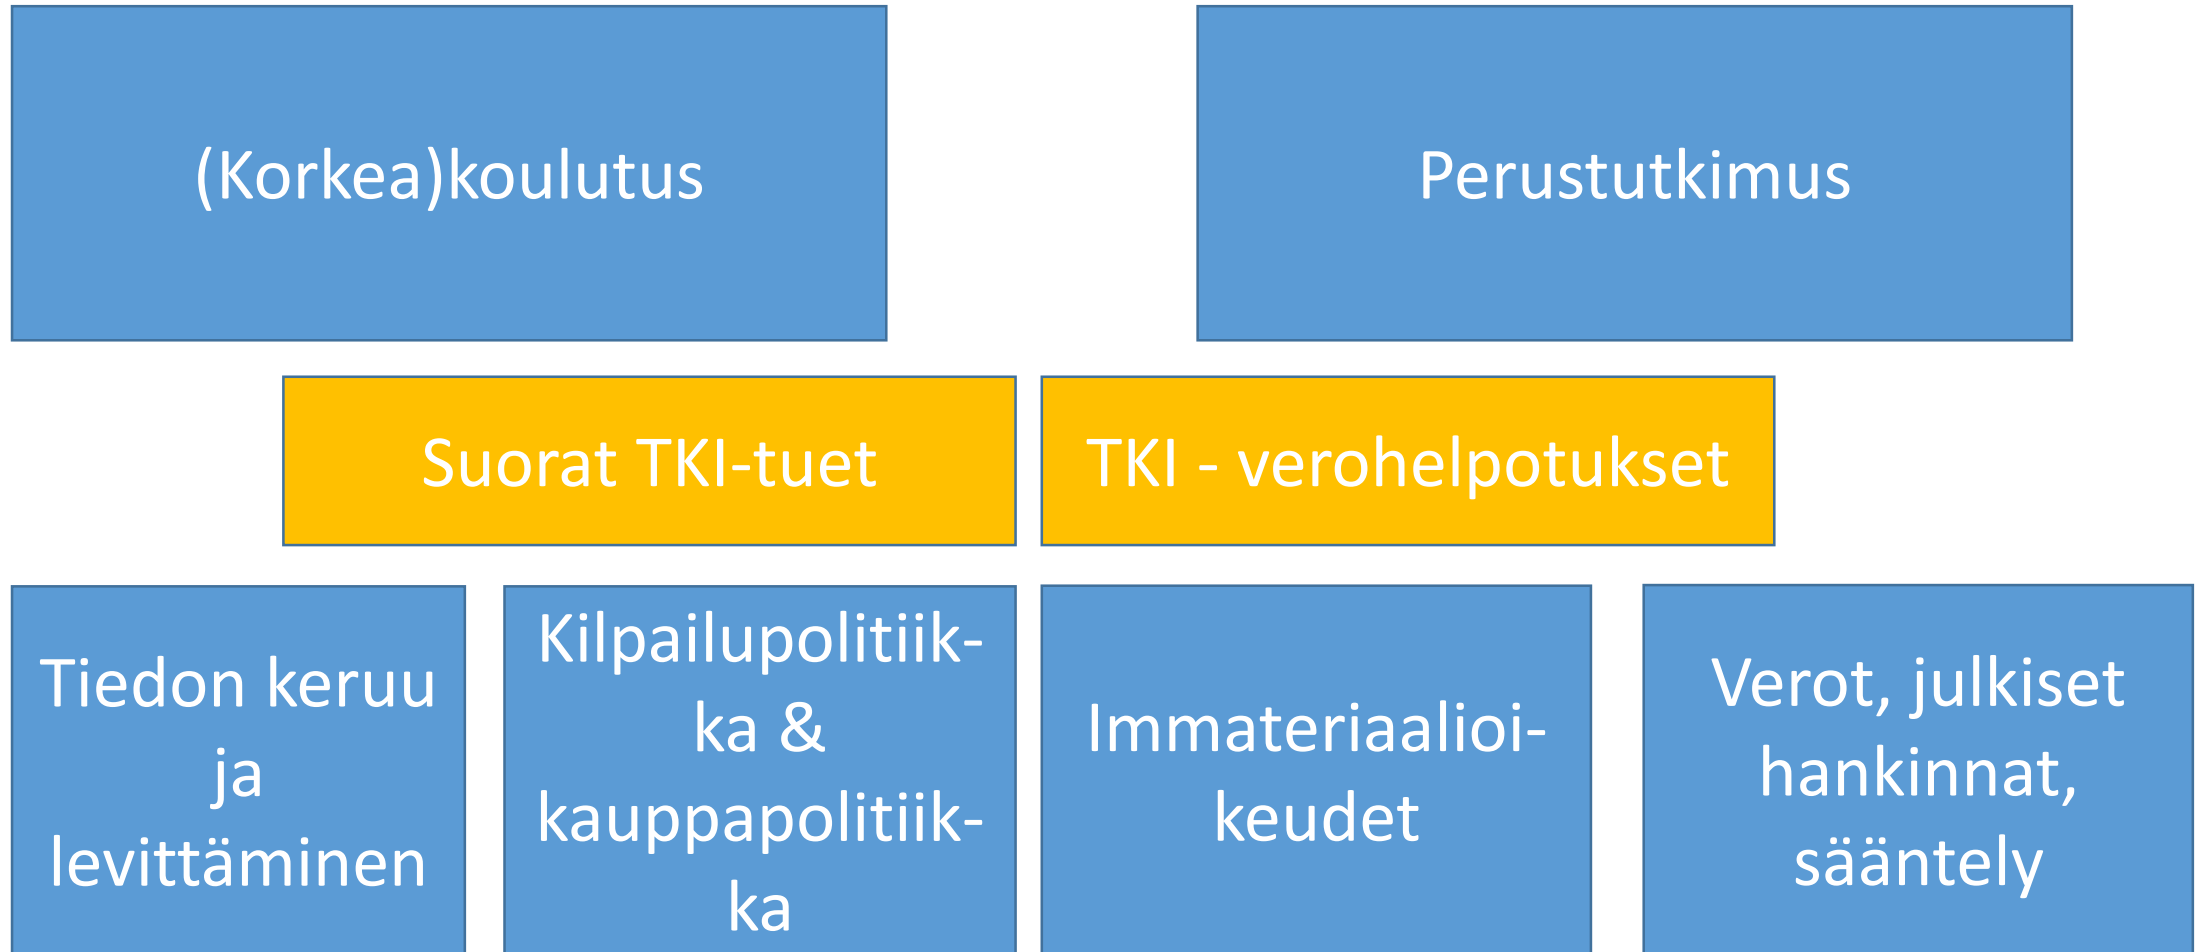 (Korkea)koulutus
Perustutkimus
Suorat TKI-tuet
TKI - verohelpotukset
Tiedon keruu
ja
levittäminen
Kilpailupolitiik-
ka &
kauppapolitiik-
ka
Immateriaalioi-
keudet
Verot, julkiset
hankinnat,
sääntely